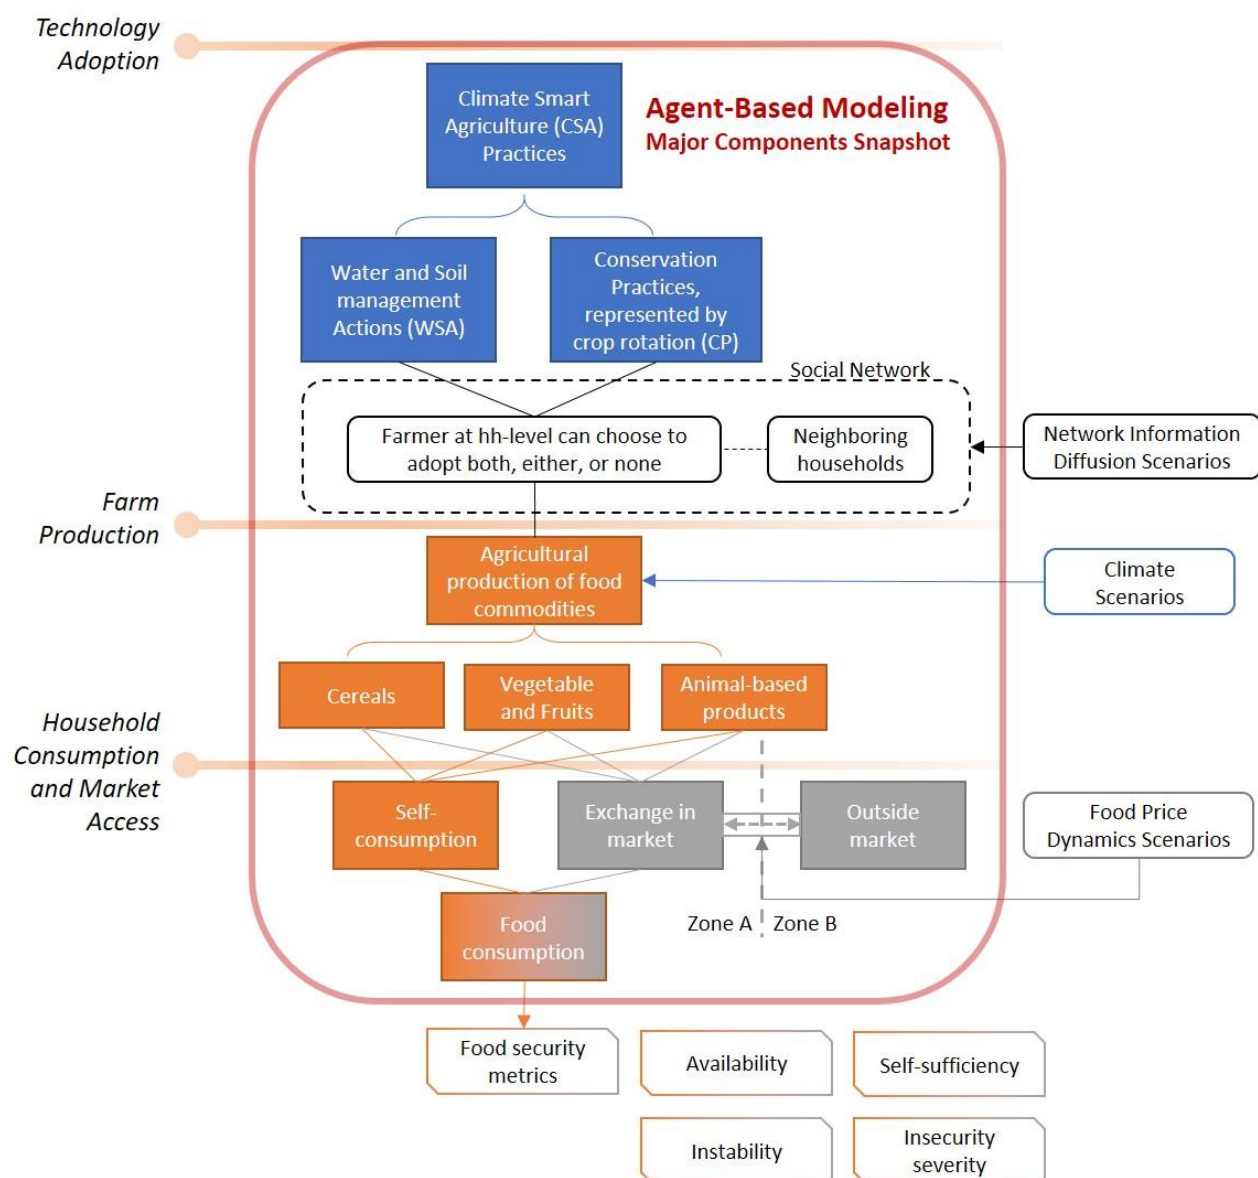 Technology
Adoption
Agent-Based Modeling
Major Components Snapshot
Climate Smart
Agriculture (CSA)
Practices
Water and Soil
management
Actions (WSA)
Conservation
Practices,
represented by
crop rotation (CP)
Social Network
Farmer at hh-level can choose to
adopt both, either, or none
Neighboring
households
Network Information
Diffusion Scenarios
Farm
Production
Agricultural
production of food
commodities
Climate
Scenarios
Cereals
Vegetable
and Fruits
Animal-based
products
Household
Consumption
and Market
Access
Self-
consumption
Exchange in
market
Outside
market
Food Price
Dynamics Scenarios
Food
consumption
Zone A
Zone B
Food security
metrics
Availability
Self-sufficiency
Instability
Insecurity
severity